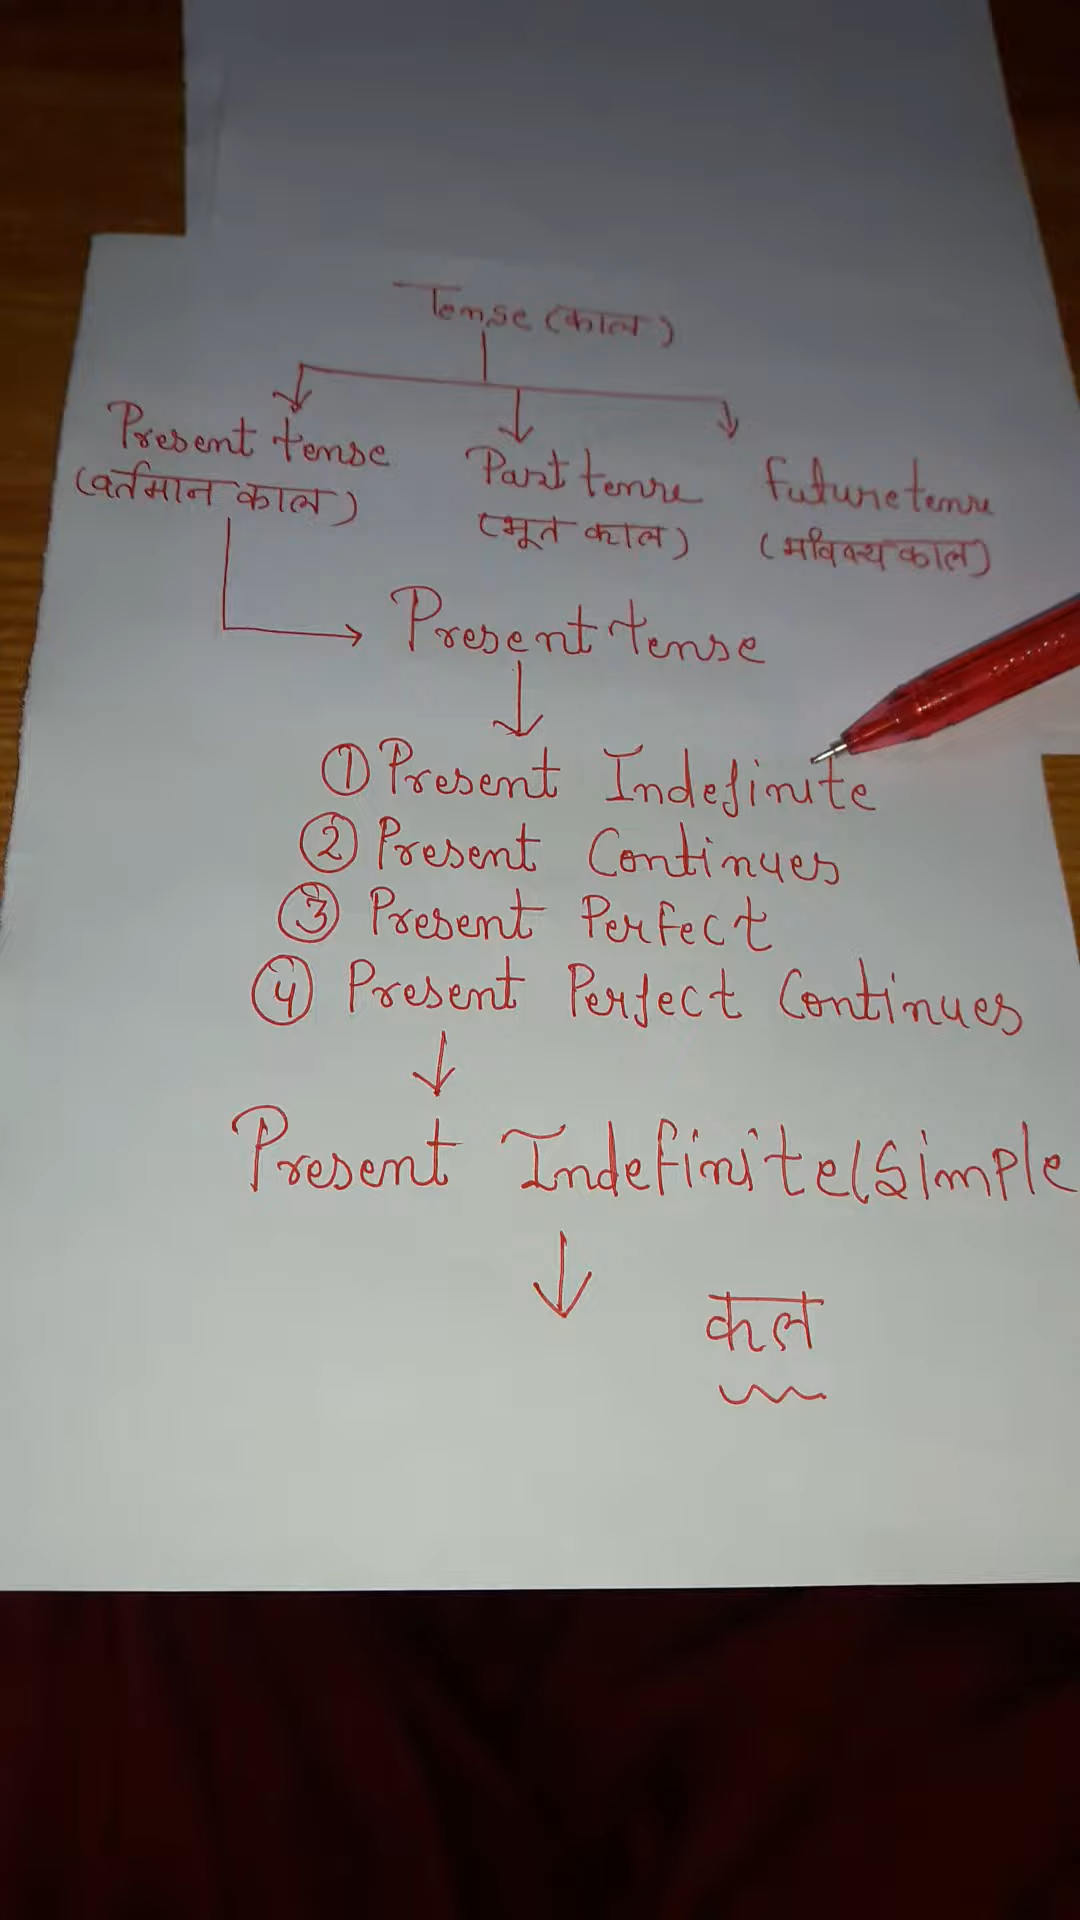 Tense (काल)
Present tense Past tense Future tense
(वर्तमान काल) (भूत काल) (भविष्य काल)
Present tense
① Present Indefinite
② Present Continues
③ Present Perfect
④ Present Perfect Continues
Present Indefinite (Simple
कल